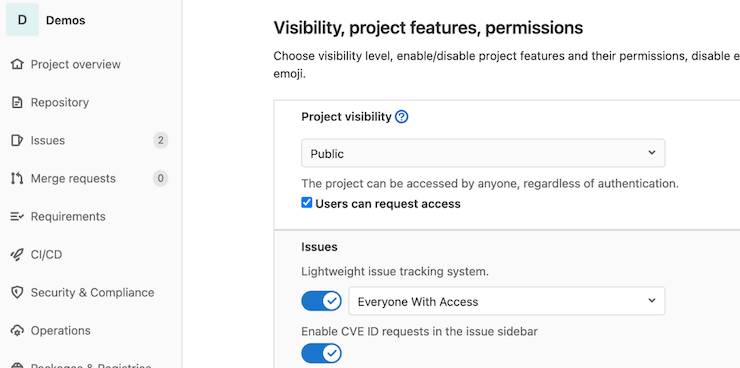 D Demos
Project overview
Repository
Issues 2
Merge requests 0
Requirements
CI/CD
Security & Compliance
Operations
Packages & Registries
Visibility, project features, permissions
Choose visibility level, enable/disable project features and their permissions, disable e
emoji.
Project visibility
Public
The project can be accessed by anyone, regardless of authentication.
Users can request access
Issues
Lightweight issue tracking system.
Everyone With Access
Enable CVE ID requests in the issue sidebar